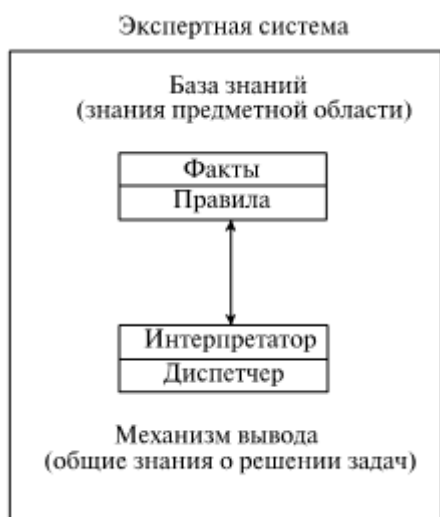 Экспертная система
База знаний
(знания предметной области)
Факты
Правила
Интерпретатор
Диспетчер
Механизм вывода
(общие знания о решении задач)